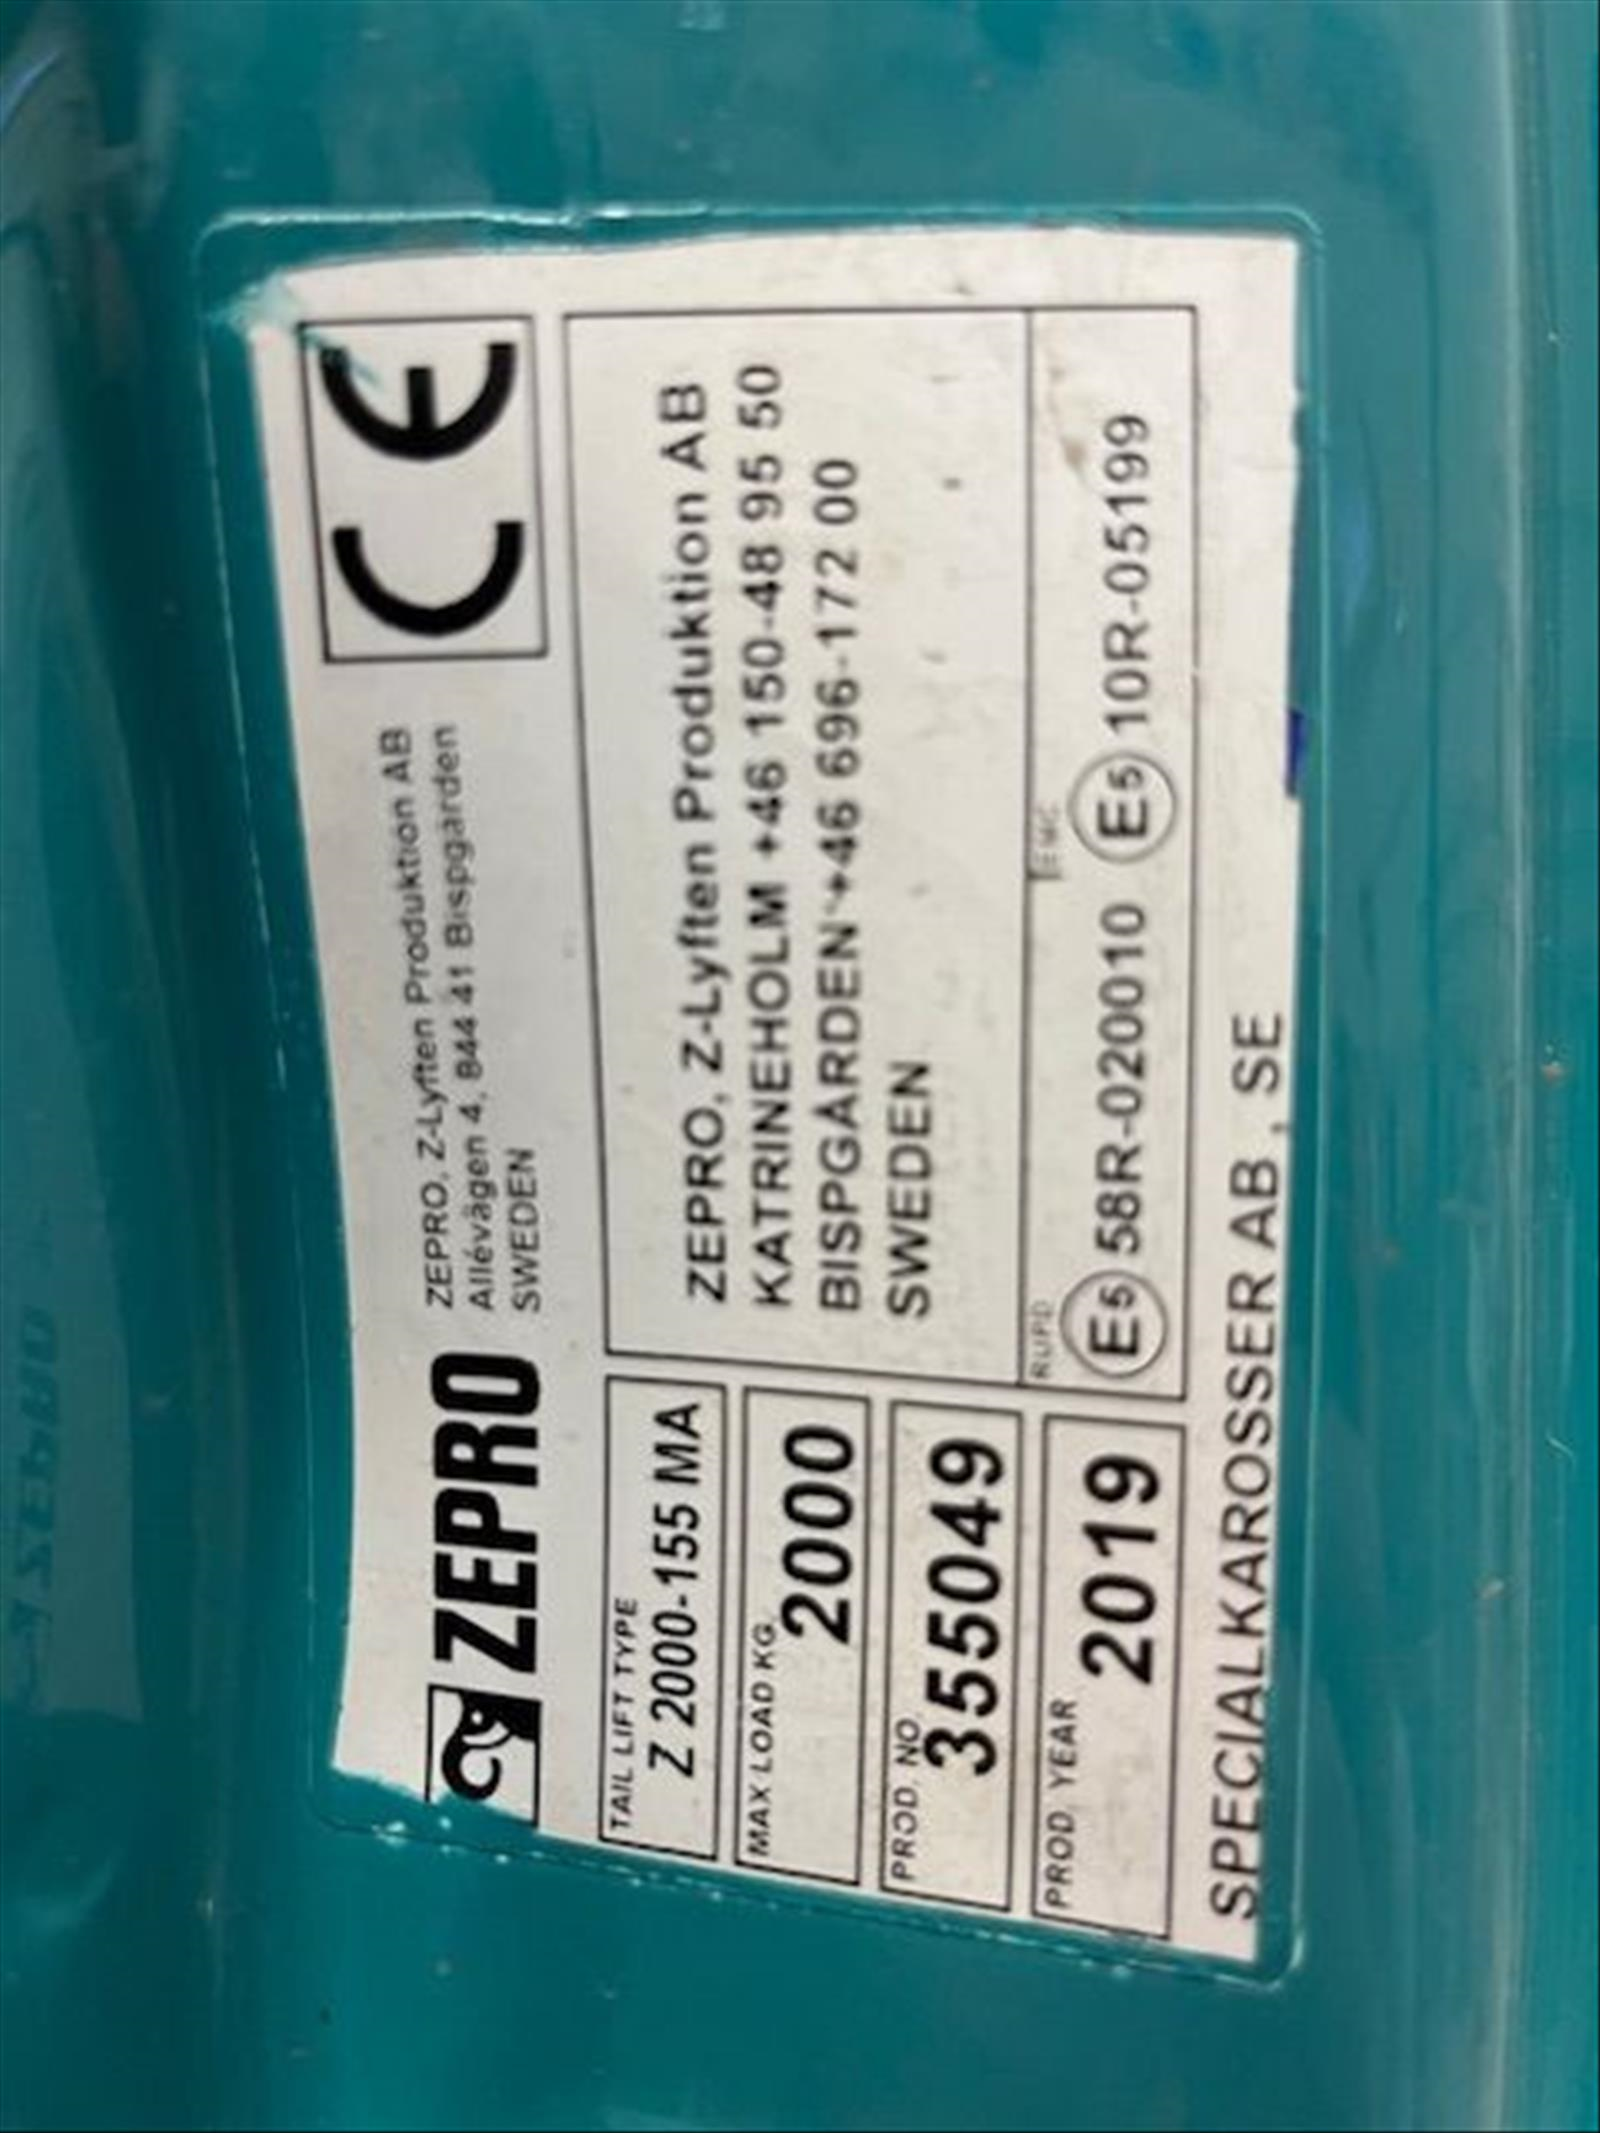 ZEPRO
ZEPRO, Z-Lyften Produktion AB
Allévägen 4, 844 41 Bispgården
SWEDEN
CE
TAIL LIFT TYPE
Z 2000-155 MA
MAX LOAD KG
2000
PROD. NO.
355049
PROD. YEAR
2019
ZEPRO, Z-Lyften Produktion AB
KATRINEHOLM +46 150-48 95 50
BISPGÅRDEN +46 696-172 00
SWEDEN
RUPD
E5 58R-020010
EMC
E5 10R-05199
SPECIALKAROSSER AB , SE